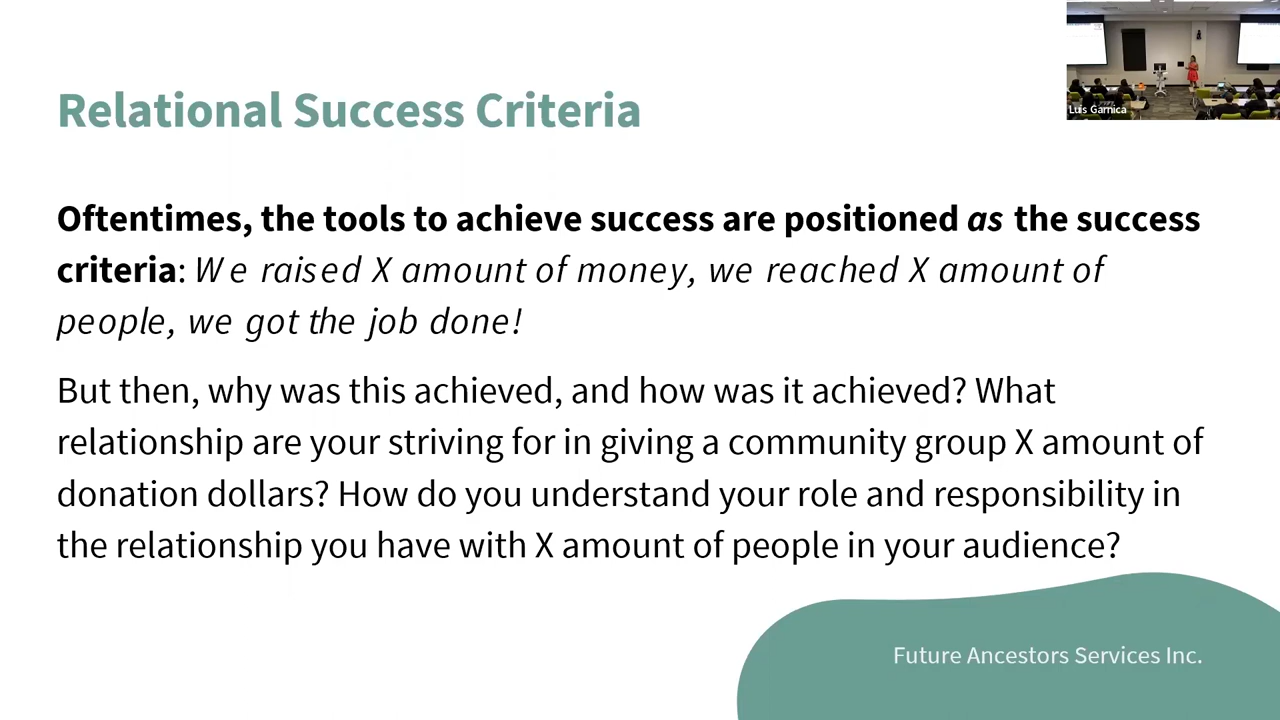 Relational Success Criteria
Luis Garnica
Oftentimes, the tools to achieve success are positioned as the success
criteria: We raised X amount of money, we reached X amount of
people, we got the job done!
But then, why was this achieved, and how was it achieved? What
relationship are your striving for in giving a community group X amount of
donation dollars? How do you understand your role and responsibility in
the relationship you have with X amount of people in your audience?
Future Ancestors Services Inc.